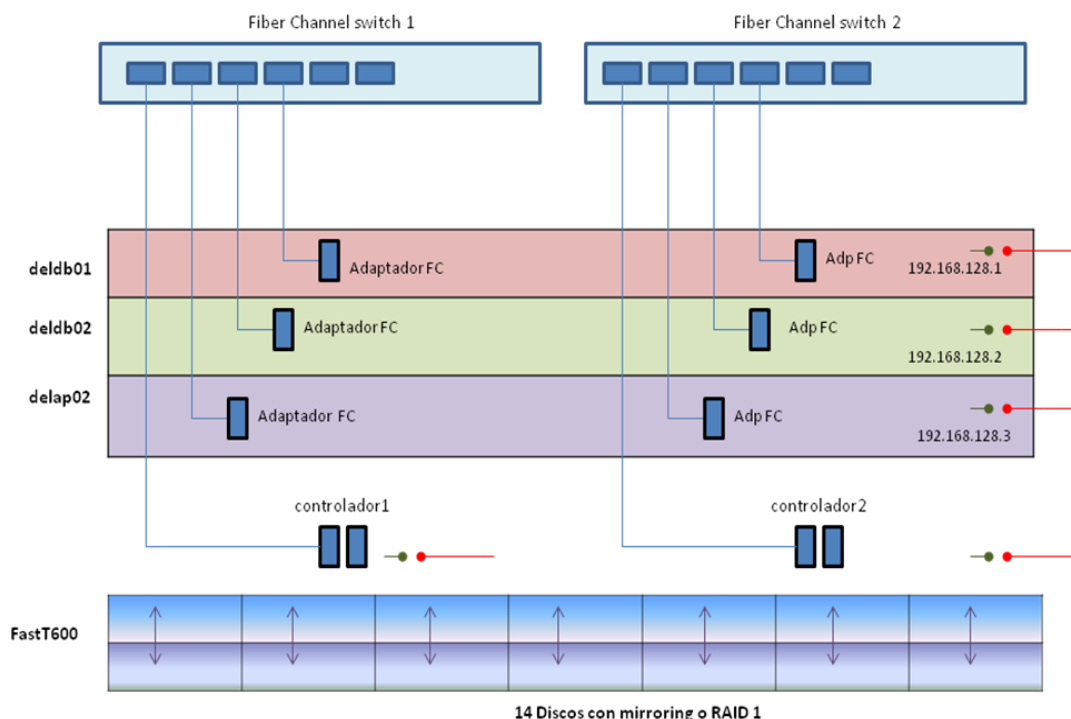 Fiber Channel switch 1
Fiber Channel switch 2
deldb01
Adaptador FC
Adp FC
192.168.128.1
deldb02
Adaptador FC
Adp FC
192.168.128.2
delap02
Adaptador FC
Adp FC
192.168.128.3
controlador1
controlador2
FastT600
14 Discos con mirroring o RAID 1